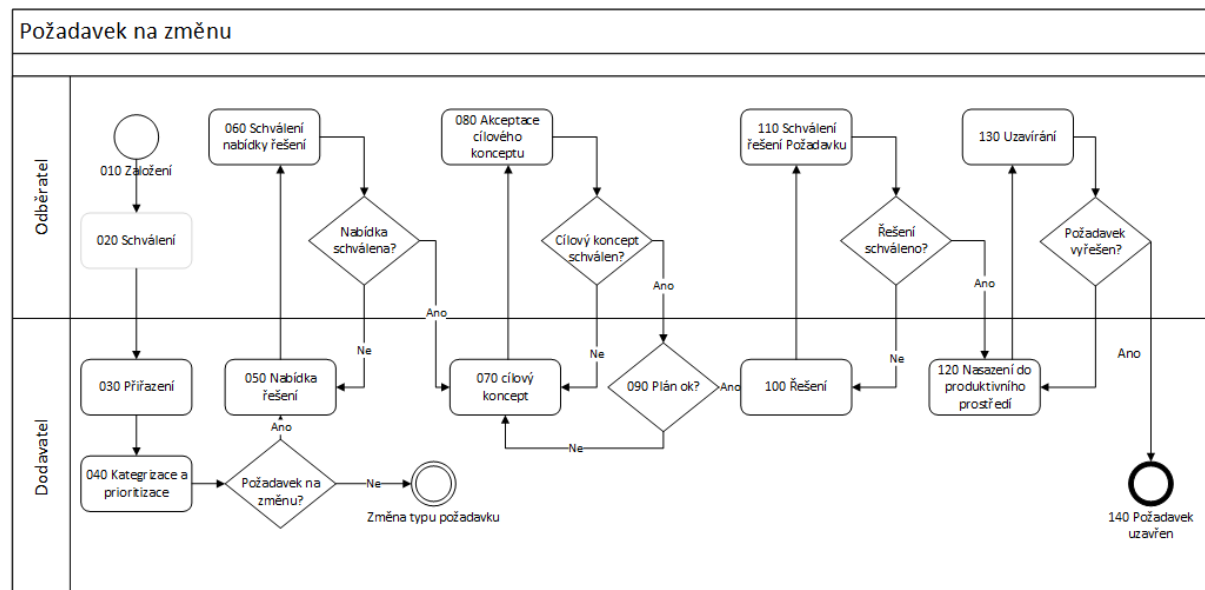 Požadavek na změnu
Odběratel
010 Založení
020 Schválení
060 Schválení
nabídky řešení
Nabídka
schválena?
Ano
Ne
080 Akceptace
cílového
konceptu
Cílový koncept
schválen?
Ano
Ne
110 Schválení
řešení Požadavku
Řešení
schváleno?
Ano
Ne
130 Uzavírání
Požadavek
vyřešen?
Ano
Dodavatel
030 Přiřazení
040 Kategrizace a
prioritizace
050 Nabídka
řešení
Ano
Požadavek na
změnu?
Ne
Změna typu požadavku
070 cílový
koncept
090 Plán ok?
Ano
Ne
100 Řešení
120 Nasazení do
produktivního
prostředí
140 Požadavek
uzavřen